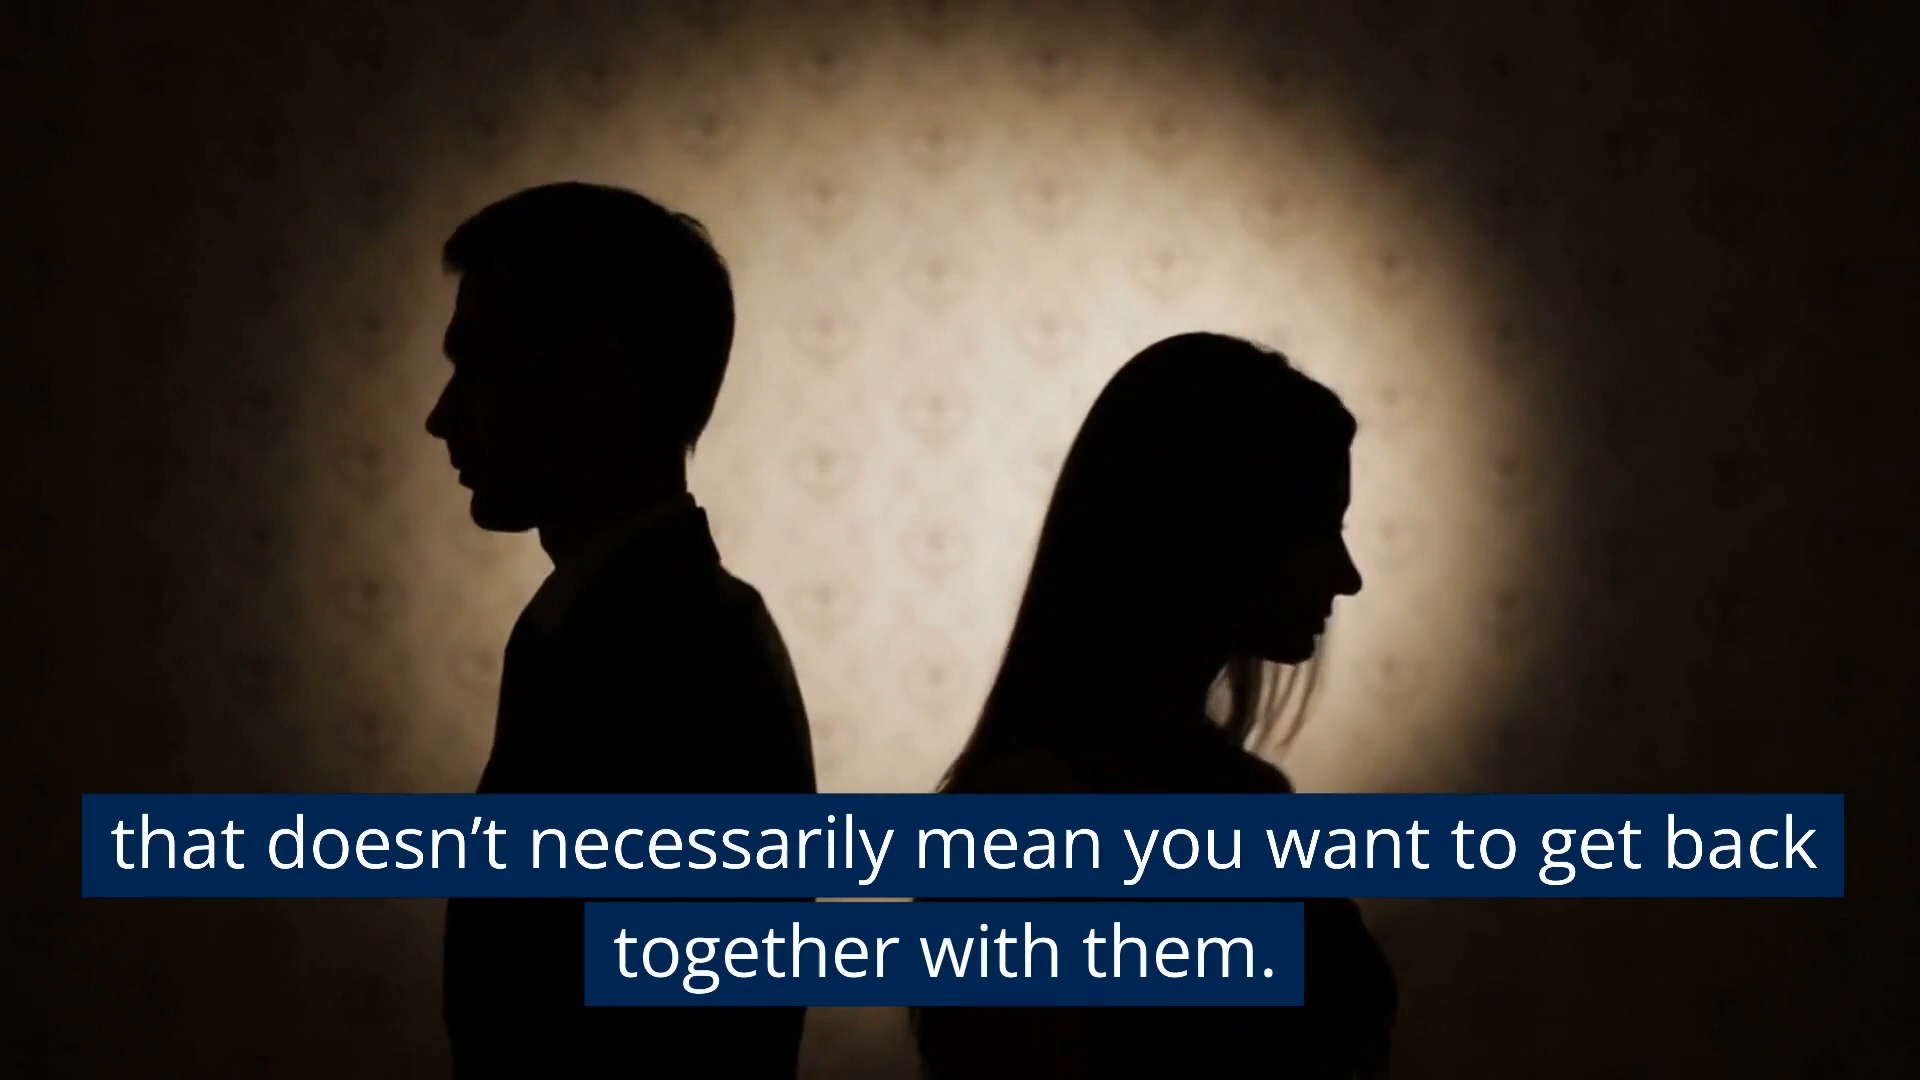 that doesn’t necessarily mean you want to get back
together with them.